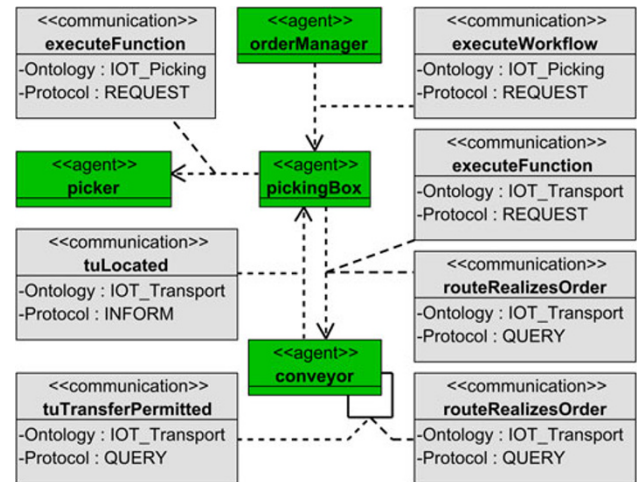 <<communication>>
executeFunction
-Ontology : IOT_Picking
-Protocol : REQUEST
<<agent>>
orderManager
<<communication>>
executeWorkflow
-Ontology : IOT_Picking
-Protocol : REQUEST
<<agent>>
picker
<<agent>>
pickingBox
<<communication>>
executeFunction
-Ontology : IOT_Transport
-Protocol : REQUEST
<<communication>>
tuLocated
-Ontology : IOT_Transport
-Protocol : INFORM
<<communication>>
routeRealizesOrder
-Ontology : IOT_Transport
-Protocol : QUERY
<<agent>>
conveyor
<<communication>>
tuTransferPermitted
-Ontology : IOT_Transport
-Protocol : QUERY
<<communication>>
routeRealizesOrder
-Ontology : IOT_Transport
-Protocol : QUERY